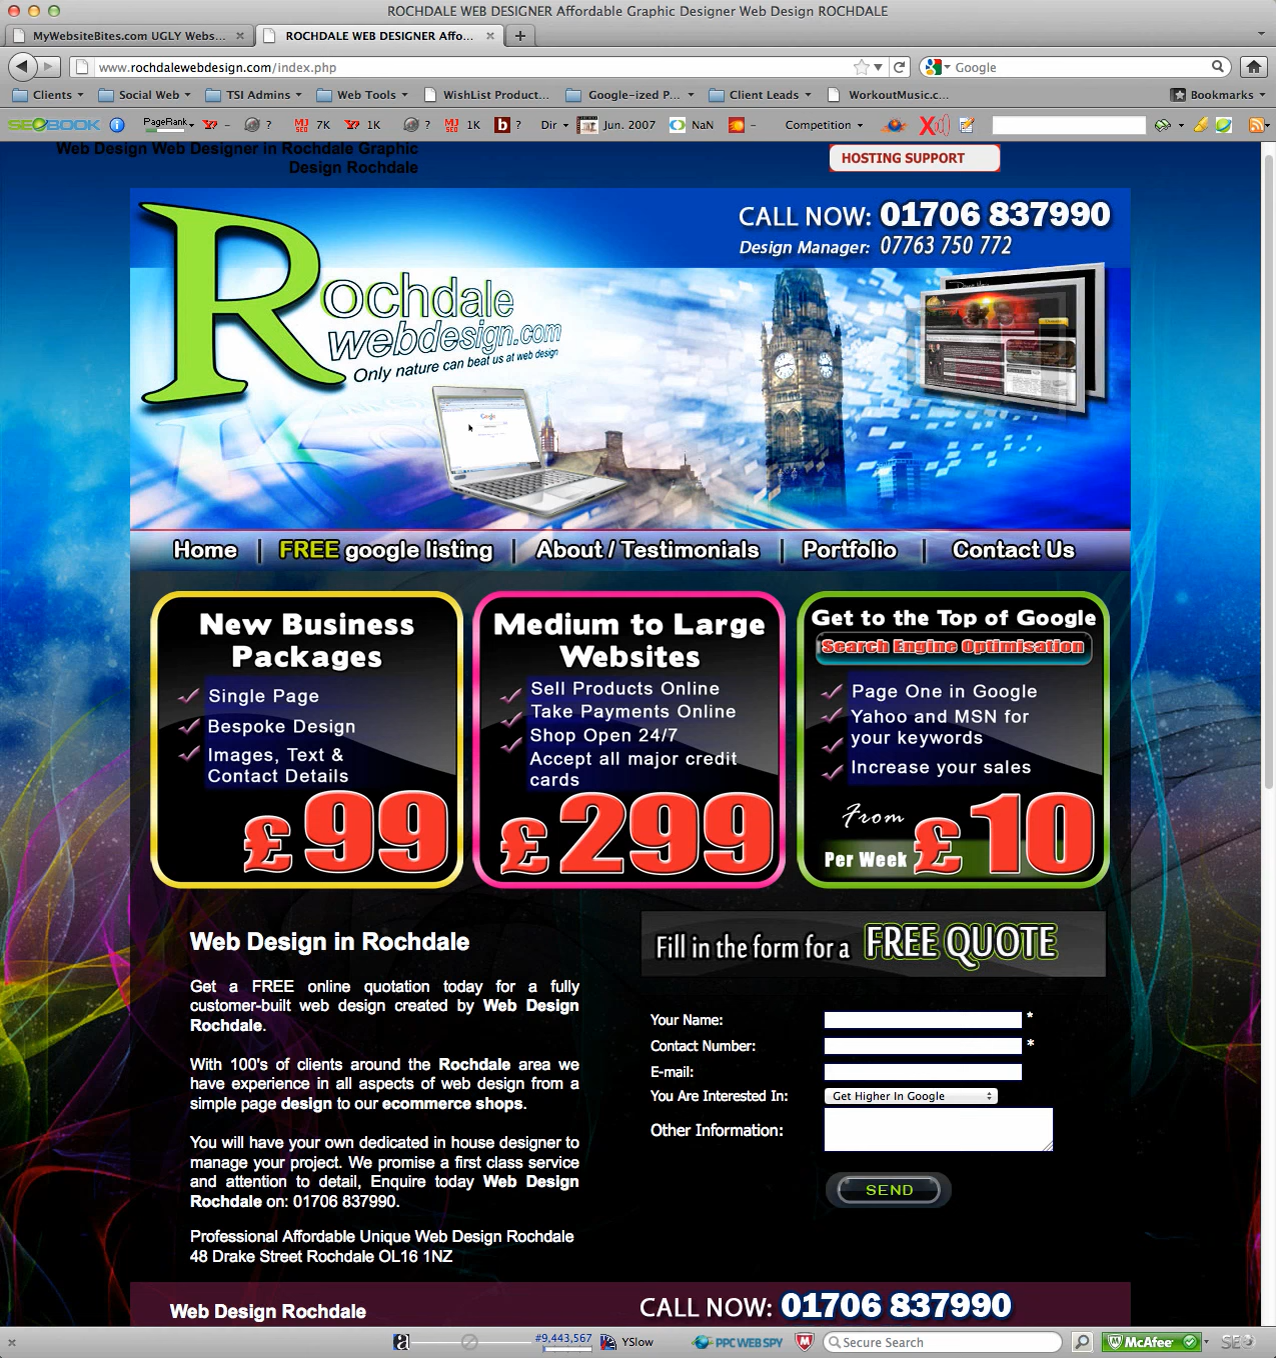 ROCHDALE WEB DESIGNER Affordable Graphic Designer Web Design ROCHDALE
MyWebsiteBites.com UGLY Webs...
ROCHDALE WEB DESIGNER Affo...
www.rochdalewebdesign.com/index.php
Google
Clients
Social Web
TSI Admins
Web Tools
WishList Product...
Google-ized P...
Client Leads
WorkoutMusic.c...
Bookmarks
SEOBOOK
PageRank
?
7K
1K
?
1K
?
Dir
Jun. 2007
NaN
Competition
Web Design Web Designer in Rochdale Graphic
Design Rochdale
HOSTING SUPPORT
CALL NOW: 01706 837990
Design Manager: 07763 750 772
Rochdale
webdesign.com
Only nature can beat us at web design
Google
Home | FREE google listing | About / Testimonials | Portfolio | Contact Us
New Business
Packages
Single Page
Bespoke Design
Images, Text &
Contact Details
£99
Medium to Large
Websites
Sell Products Online
Take Payments Online
Shop Open 24/7
Accept all major credit
cards
£299
Get to the Top of Google
Search Engine Optimisation
Page One in Google
Yahoo and MSN for
your keywords
Increase your sales
From
Per Week £10
Web Design in Rochdale
Get a FREE online quotation today for a fully
customer-built web design created by Web Design
Rochdale.
With 100's of clients around the Rochdale area we
have experience in all aspects of web design from a
simple page design to our ecommerce shops.
You will have your own dedicated in house designer to
manage your project. We promise a first class service
and attention to detail, Enquire today Web Design
Rochdale on: 01706 837990.
Professional Affordable Unique Web Design Rochdale
48 Drake Street Rochdale OL16 1NZ
Fill in the form for a FREE QUOTE
Your Name: *
Contact Number: *
E-mail:
You Are Interested In: Get Higher In Google
Other Information:
SEND
Web Design Rochdale
CALL NOW: 01706 837990
#9,443,567
YSlow
PPC WEB SPY
Secure Search
McAfee
SEO